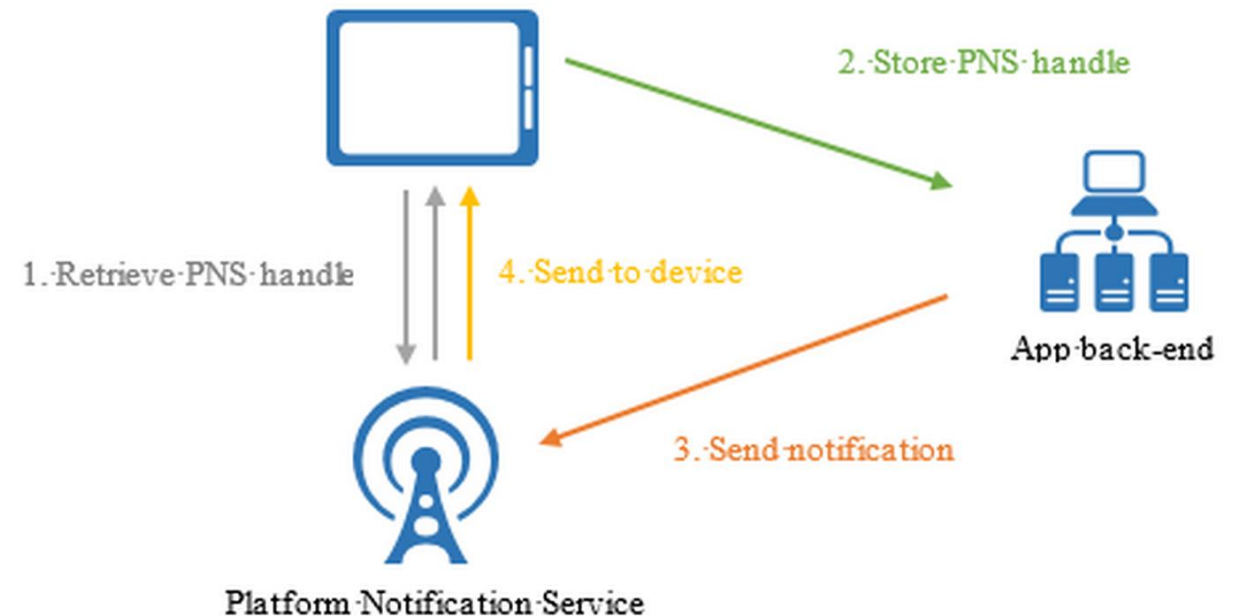 2. Store PNS handle
1. Retrieve PNS handle
4. Send to device
App back-end
3. Send notification
Platform Notification Service